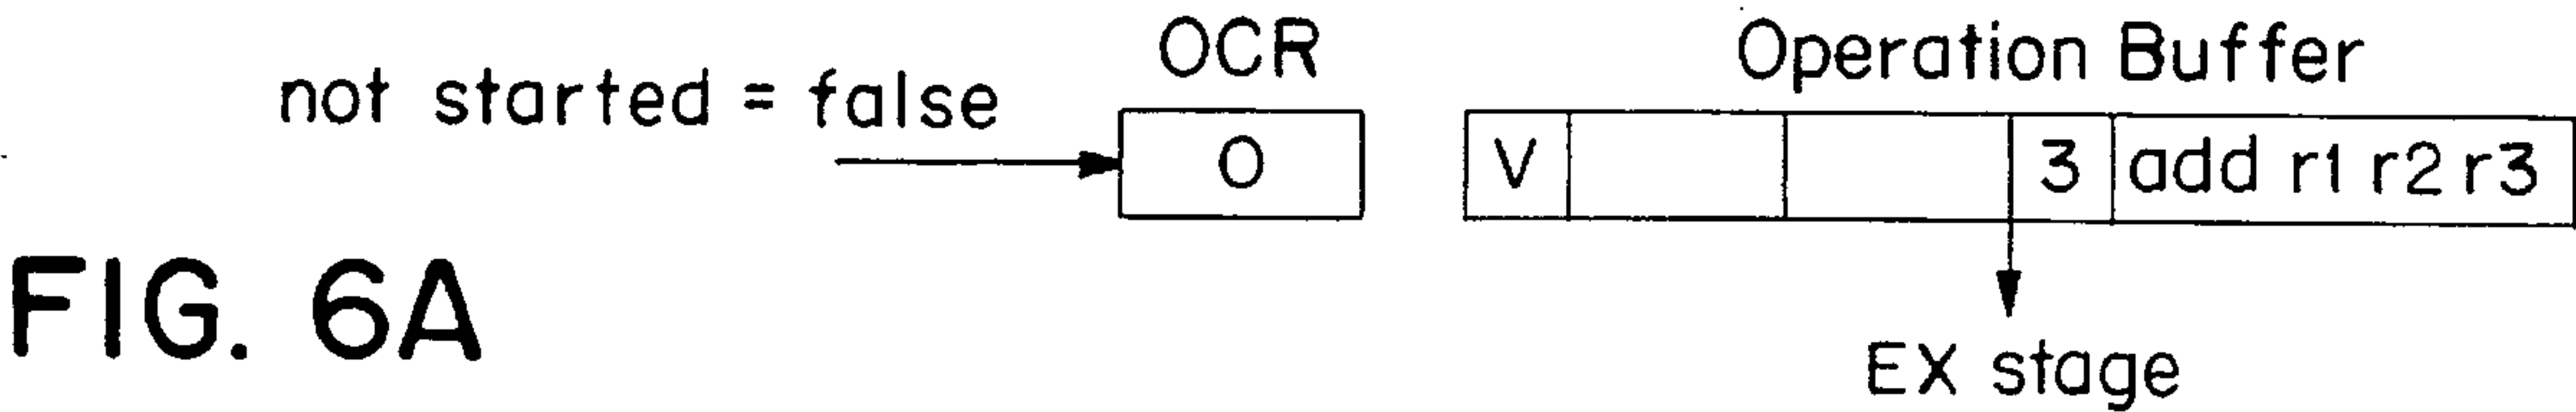 OCR
Operation Buffer
not started = false
0
V
3
add r1 r2 r3
FIG. 6A
EX stage